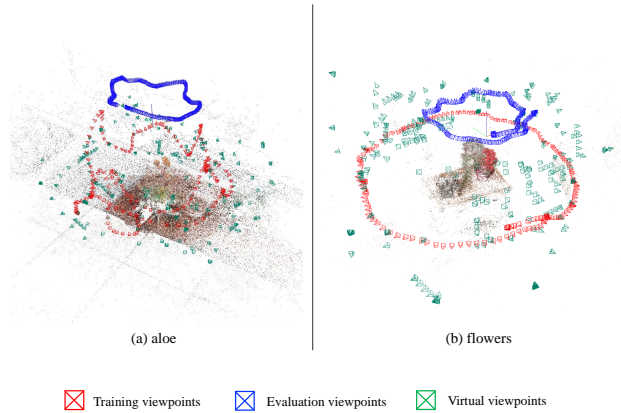 (a) aloe
(b) flowers
Training viewpoints
Evaluation viewpoints
Virtual viewpoints